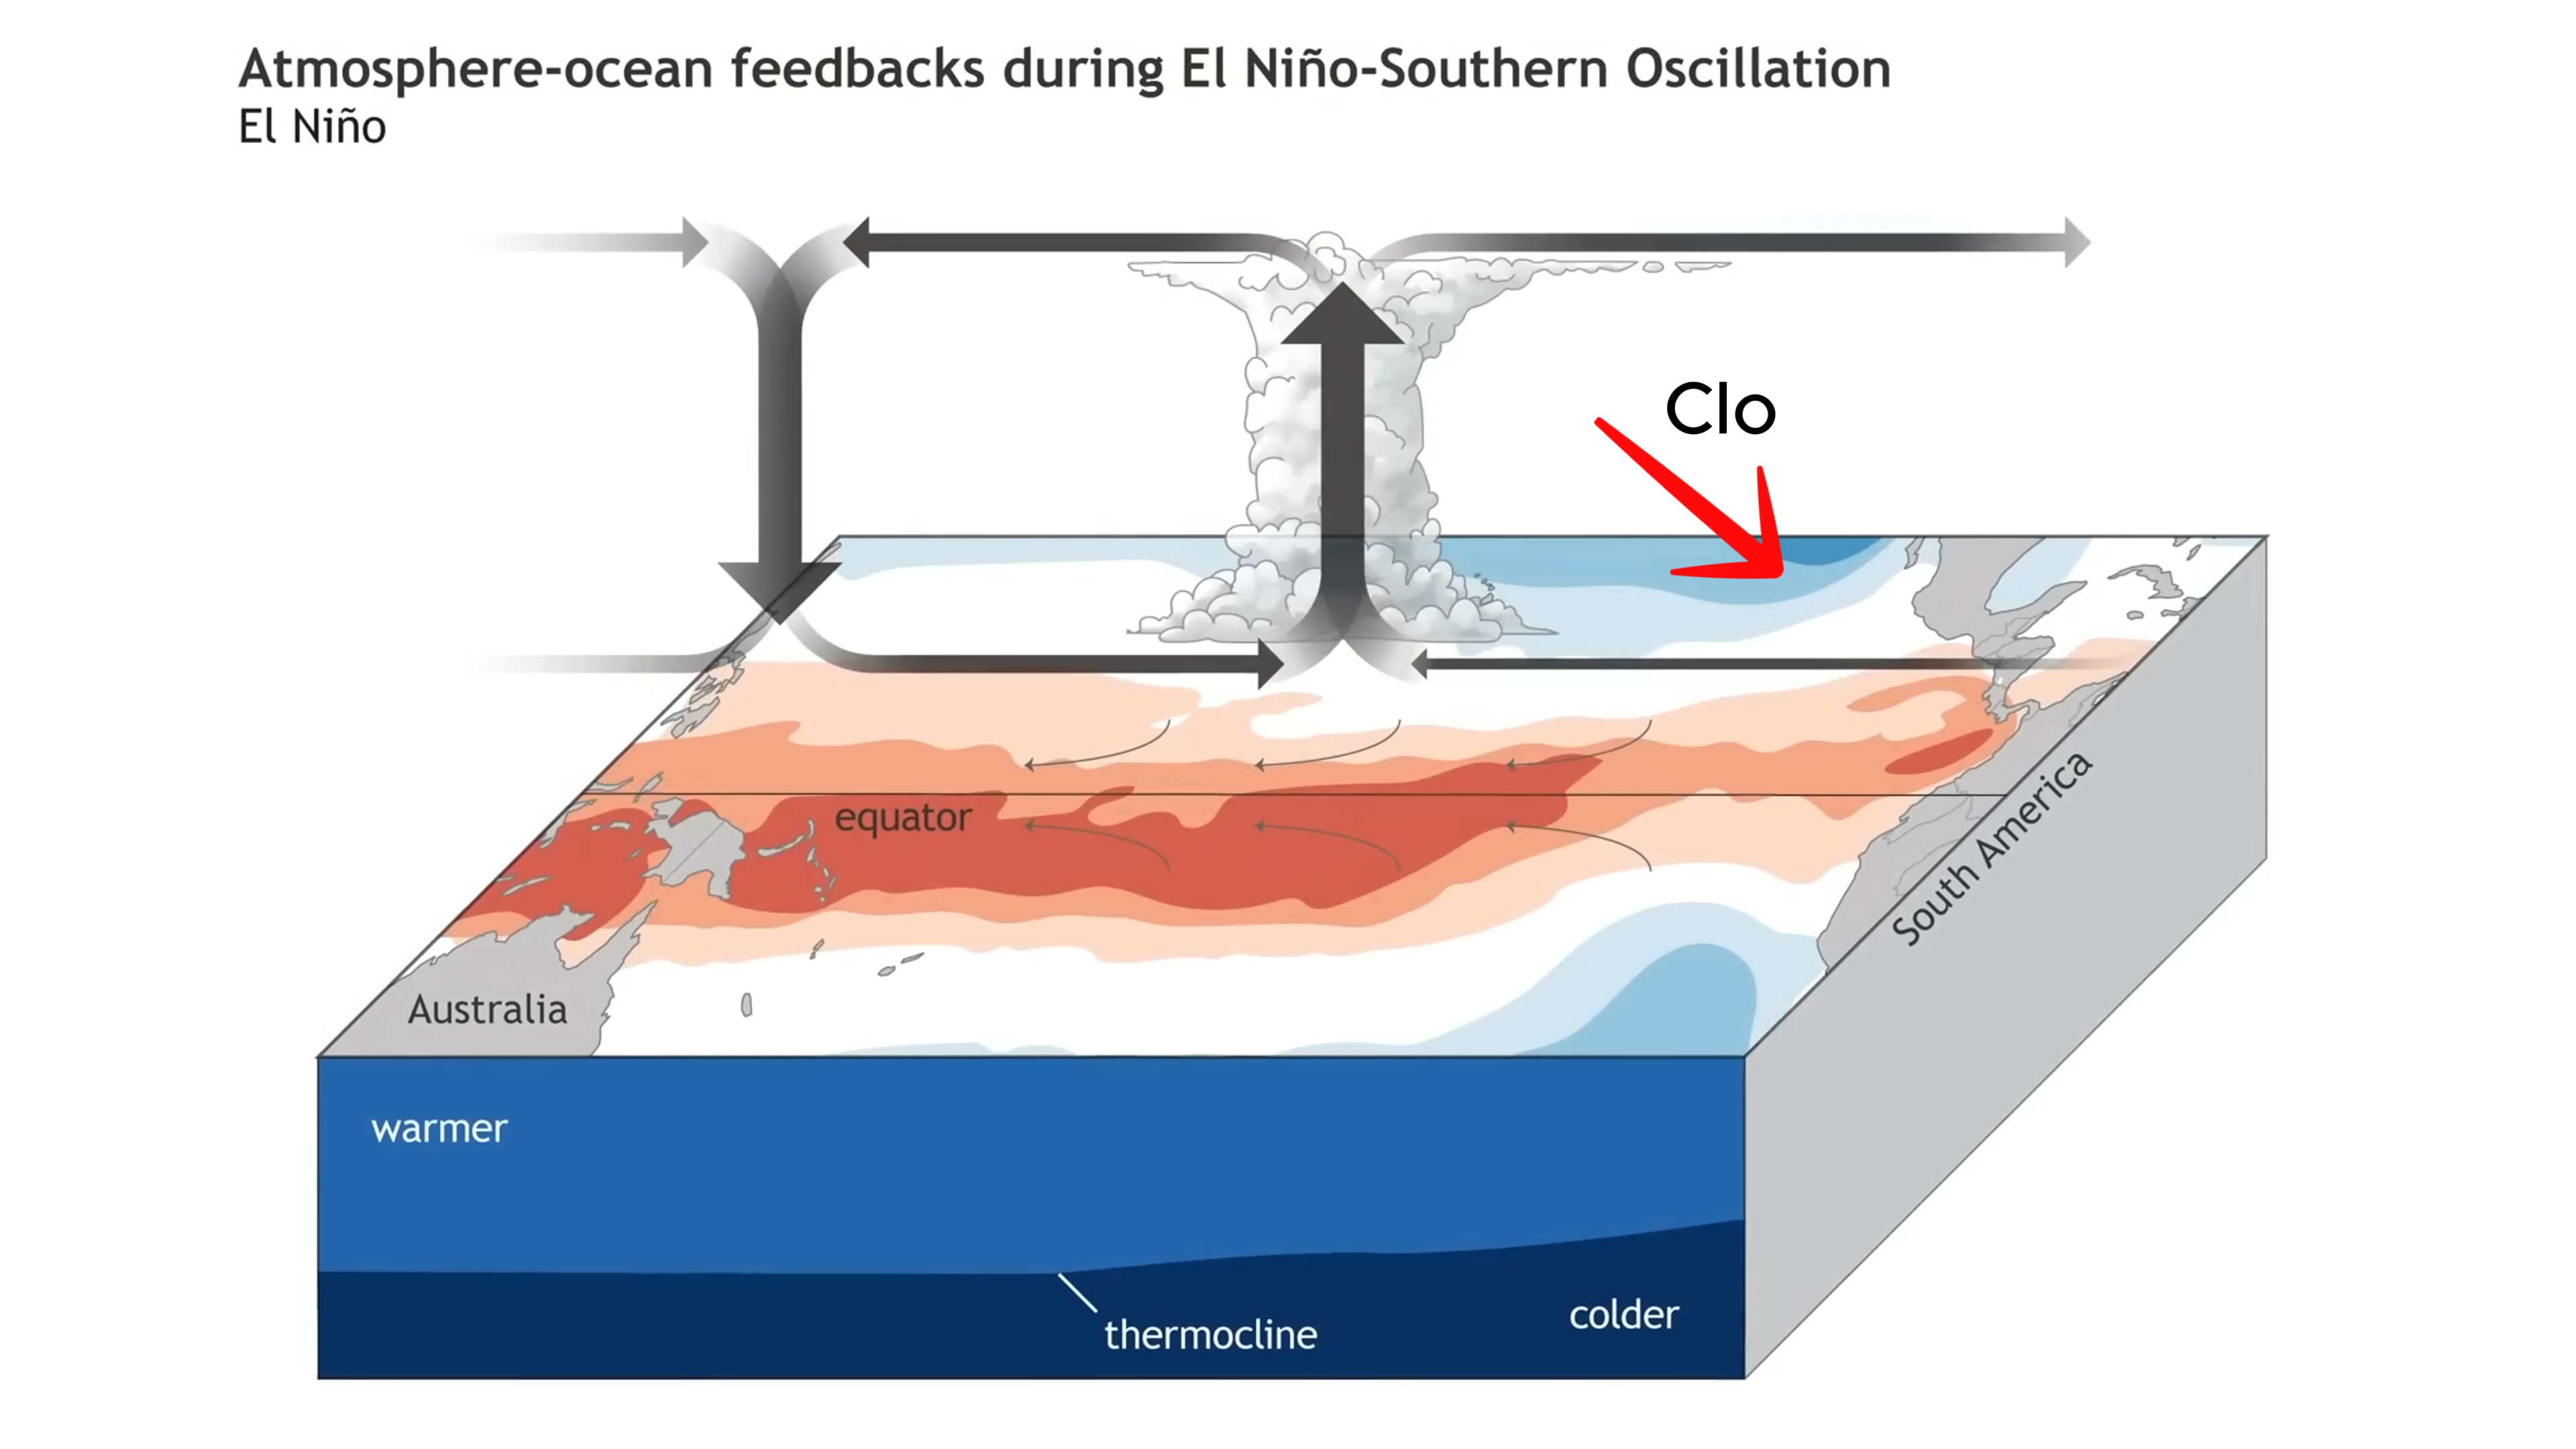 Atmosphere-ocean feedbacks during El Niño-Southern Oscillation
El Niño
Clo
equator
South America
Australia
warmer
thermocline
colder